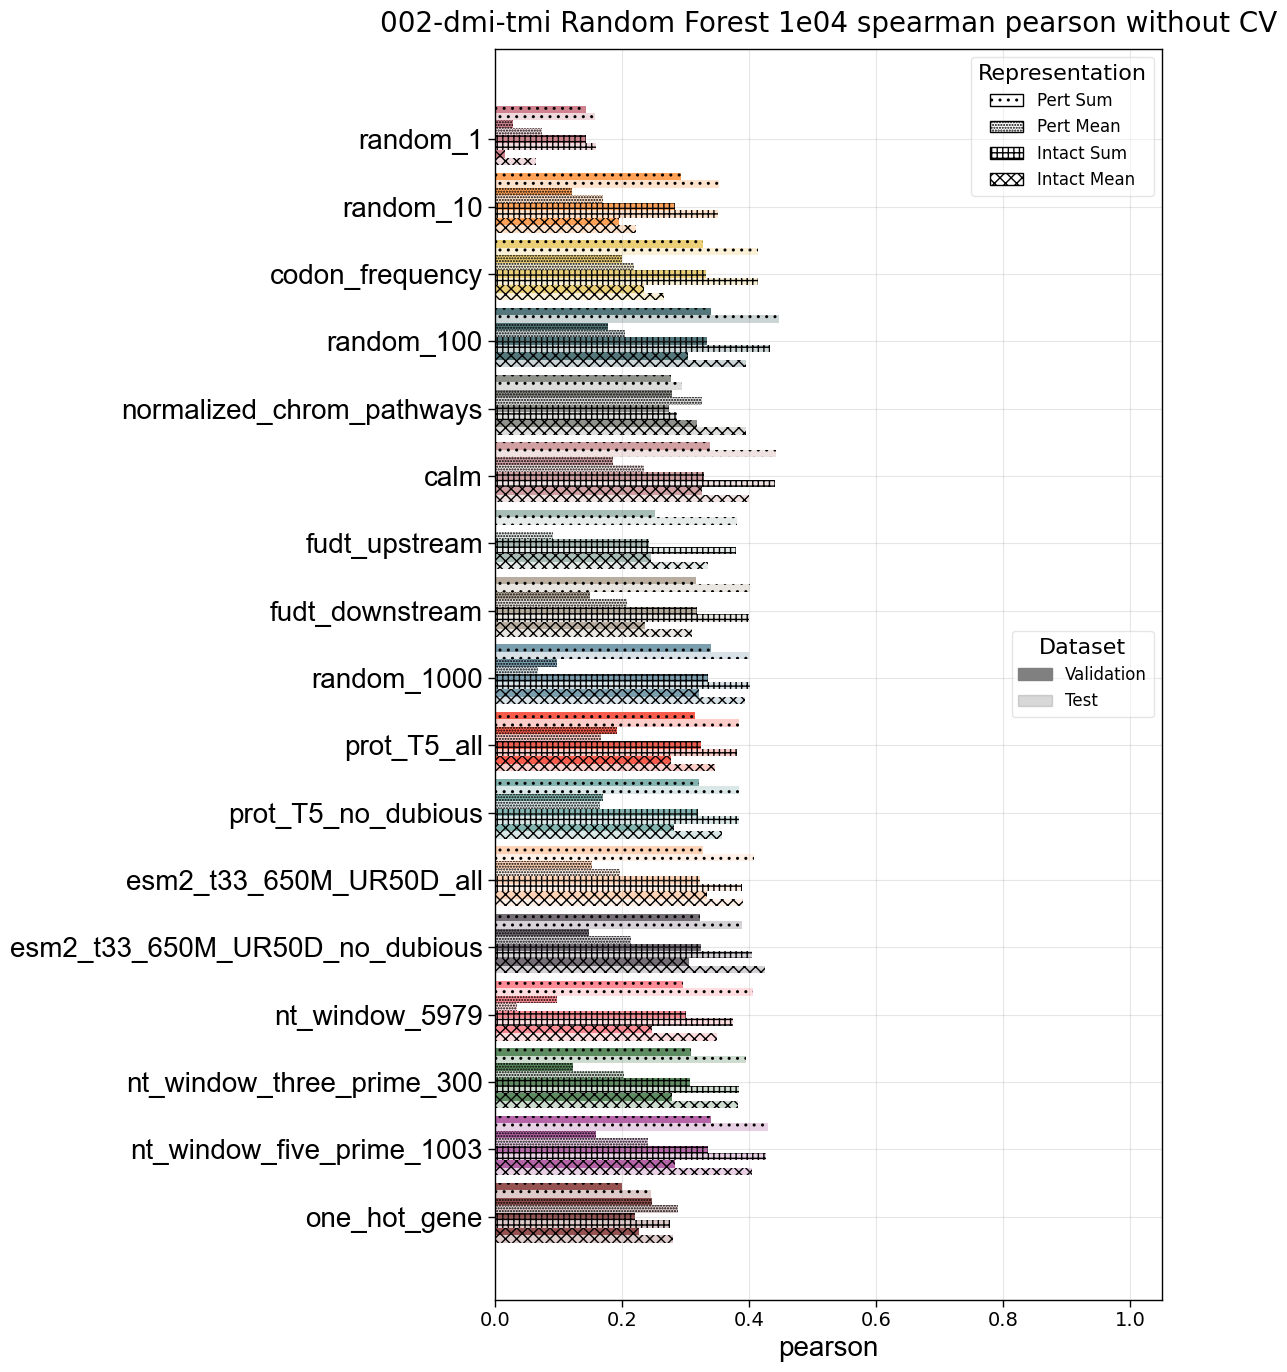 002-dmi-tmi Random Forest 1e04 spearman pearson without CV
Representation
Pert Sum
Pert Mean
Intact Sum
Intact Mean
random_1
random_10
codon_frequency
random_100
normalized_chrom_pathways
calm
fudt_upstream
fudt_downstream
random_1000
prot_T5_all
prot_T5_no_dubious
esm2_t33_650M_UR50D_all
esm2_t33_650M_UR50D_no_dubious
nt_window_5979
nt_window_three_prime_300
nt_window_five_prime_1003
one_hot_gene
Dataset
Validation
Test
0.0 0.2 0.4 0.6 0.8 1.0
pearson